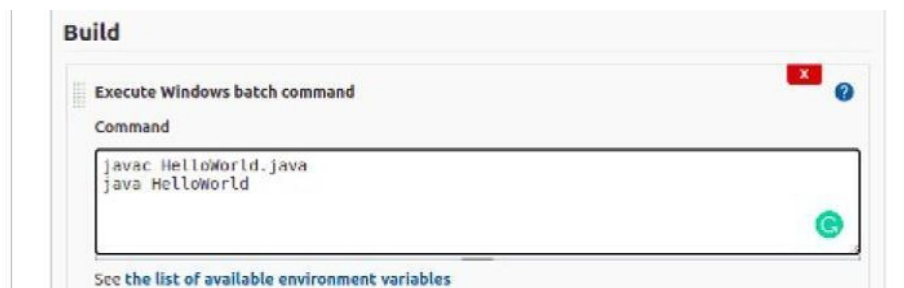 Build
X
Execute Windows batch command
?
Command
javac HelloWorld.java
java HelloWorld
G
See the list of available environment variables